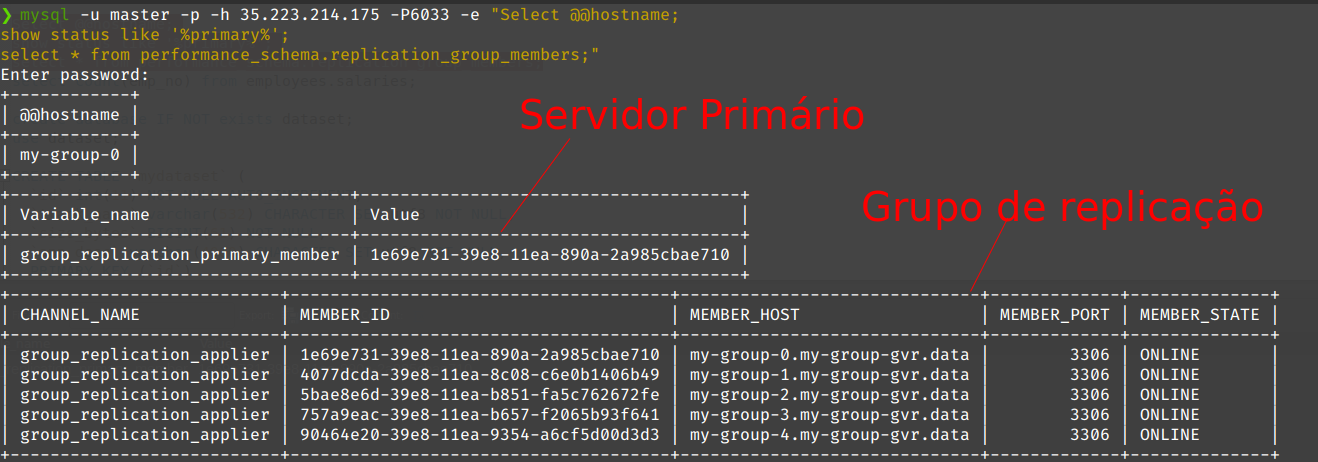 ❯ mysql -u master -p -h 35.223.214.175 -P6033 -e "Select @@hostname;
show status like '%primary%';
select * from performance_schema.replication_group_members;"
Enter password:
+------------+
| @@hostname |
+------------+
| my-group-0 |
+------------+
Servidor Primário
+----------------------------------+--------------------------------------+
| Variable_name | Value |
+----------------------------------+--------------------------------------+
| group_replication_primary_member | 1e69e731-39e8-11ea-890a-2a985cbae710 |
+----------------------------------+--------------------------------------+
Grupo de replicação
+---------------------------+--------------------------------------+------------------------------+-------------+--------------+
| CHANNEL_NAME | MEMBER_ID | MEMBER_HOST | MEMBER_PORT | MEMBER_STATE |
+---------------------------+--------------------------------------+------------------------------+-------------+--------------+
| group_replication_applier | 1e69e731-39e8-11ea-890a-2a985cbae710 | my-group-0.my-group-gvr.data | 3306 | ONLINE |
| group_replication_applier | 4077dcda-39e8-11ea-8c08-c6e0b1406b49 | my-group-1.my-group-gvr.data | 3306 | ONLINE |
| group_replication_applier | 5bae8e6d-39e8-11ea-b851-fa5c762672fe | my-group-2.my-group-gvr.data | 3306 | ONLINE |
| group_replication_applier | 757a9eac-39e8-11ea-b657-f2065b93f641 | my-group-3.my-group-gvr.data | 3306 | ONLINE |
| group_replication_applier | 90464e20-39e8-11ea-9354-a6cf5d00d3d3 | my-group-4.my-group-gvr.data | 3306 | ONLINE |
+---------------------------+--------------------------------------+------------------------------+-------------+--------------+